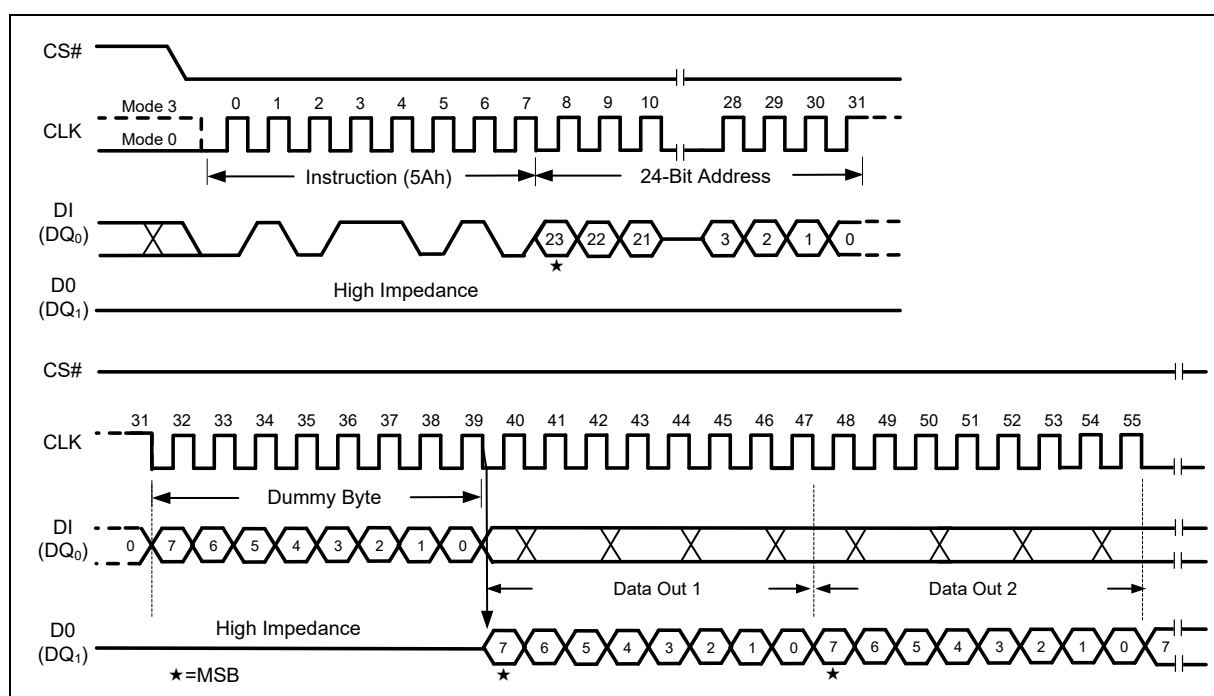 CS#
Mode 3 0 1 2 3 4 5 6 7 8 9 10 28 29 30 31
CLK
Mode 0
Instruction (5Ah) 24-Bit Address
DI
(DQ₀) 23 22 21 3 2 1 0
★
D0 High Impedance
(DQ₁)
CS#
31 32 33 34 35 36 37 38 39 40 41 42 43 44 45 46 47 48 49 50 51 52 53 54 55
CLK
Dummy Byte
DI
(DQ₀) 0 7 6 5 4 3 2 1 0
Data Out 1 Data Out 2
D0 High Impedance
(DQ₁) 7 6 5 4 3 2 1 0 7 6 5 4 3 2 1 0 7
★=MSB ★ ★